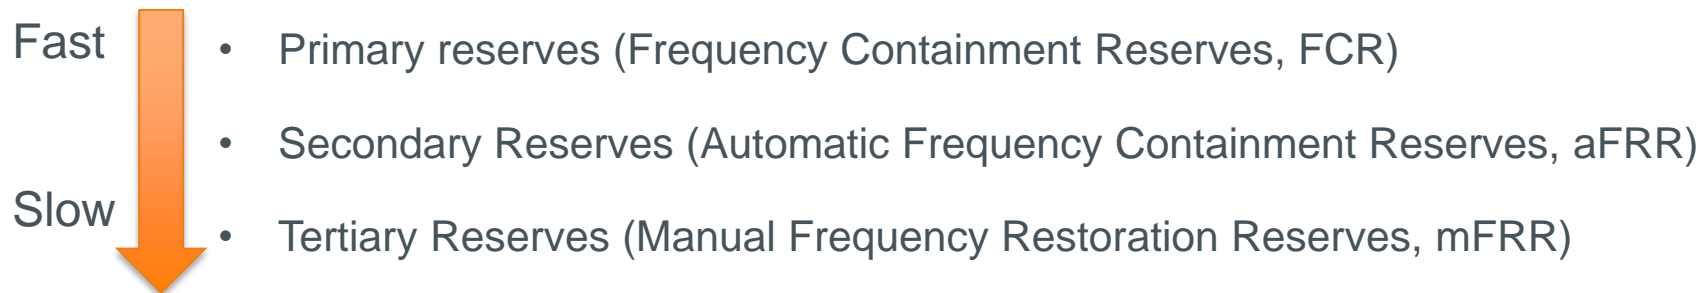 Fast
• Primary reserves (Frequency Containment Reserves, FCR)
• Secondary Reserves (Automatic Frequency Containment Reserves, aFRR)
Slow
• Tertiary Reserves (Manual Frequency Restoration Reserves, mFRR)